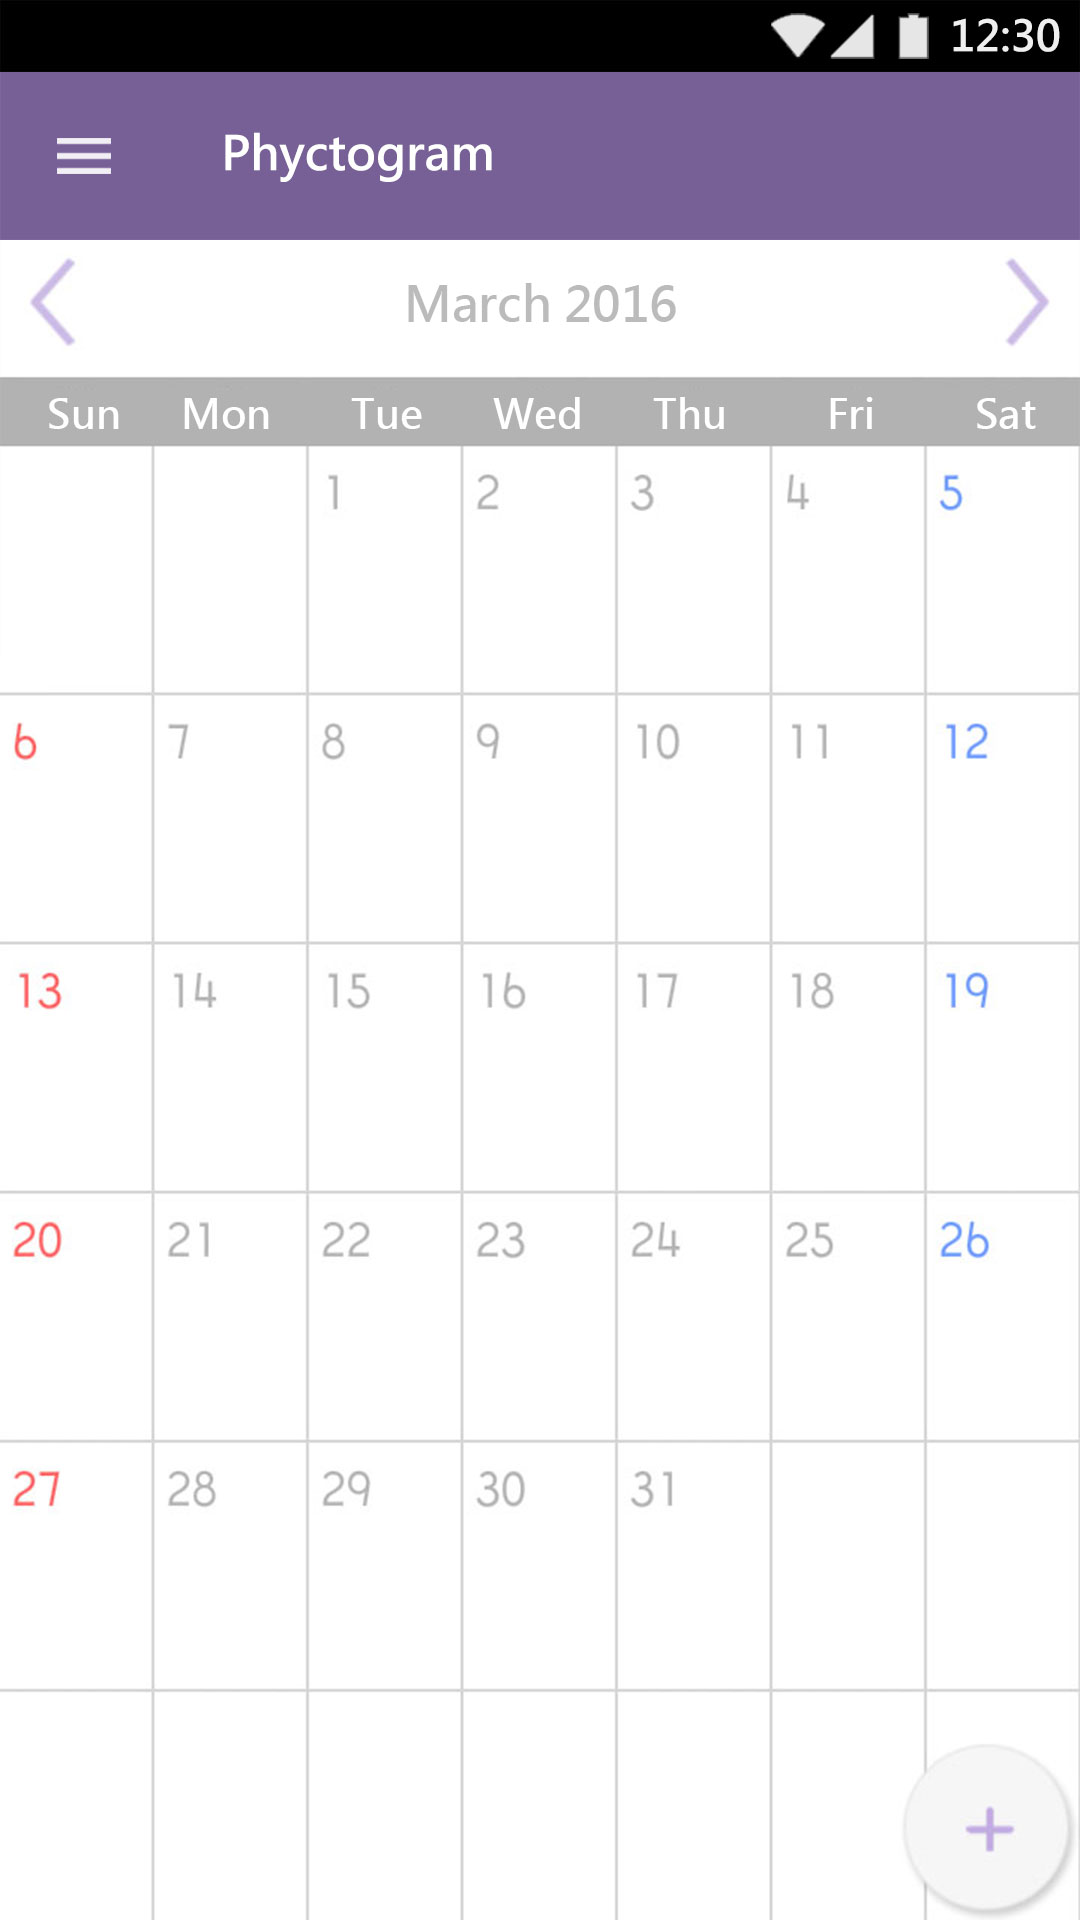 12:30
Phyctogram
March 2016
Sun Mon Tue Wed Thu Fri Sat
1 2 3 4 5
6 7 8 9 10 11 12
13 14 15 16 17 18 19
20 21 22 23 24 25 26
27 28 29 30 31